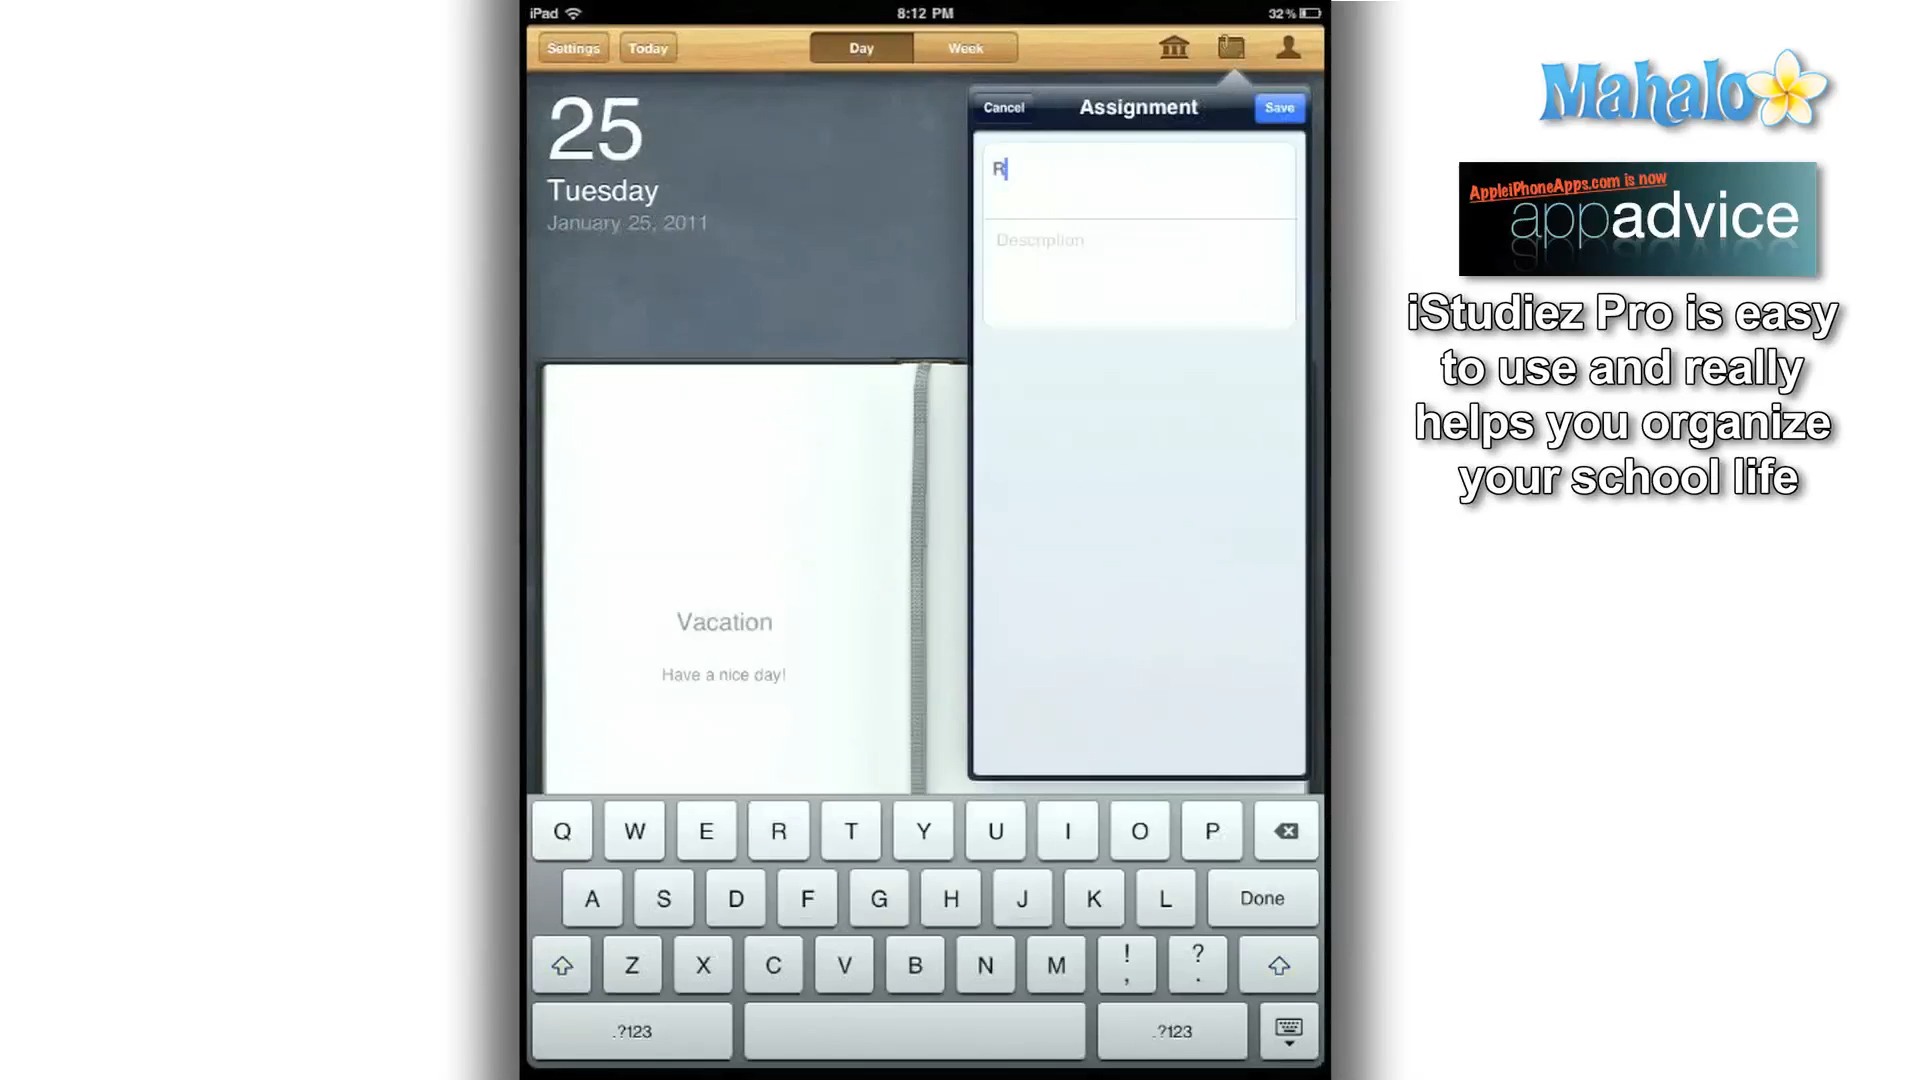 iPad
8:12 PM
32%
Settings
Today
Day
Week
25
Tuesday
January 25, 2011
Cancel
Assignment
Save
R
Description
Vacation
Have a nice day!
Q W E R T Y U I O P
A S D F G H J K L Done
Z X C V B N M ! , ? .
.?123
.?123
Mahalo
AppleiPhoneApps.com is now
appadvice
iStudiez Pro is easy
to use and really
helps you organize
your school life